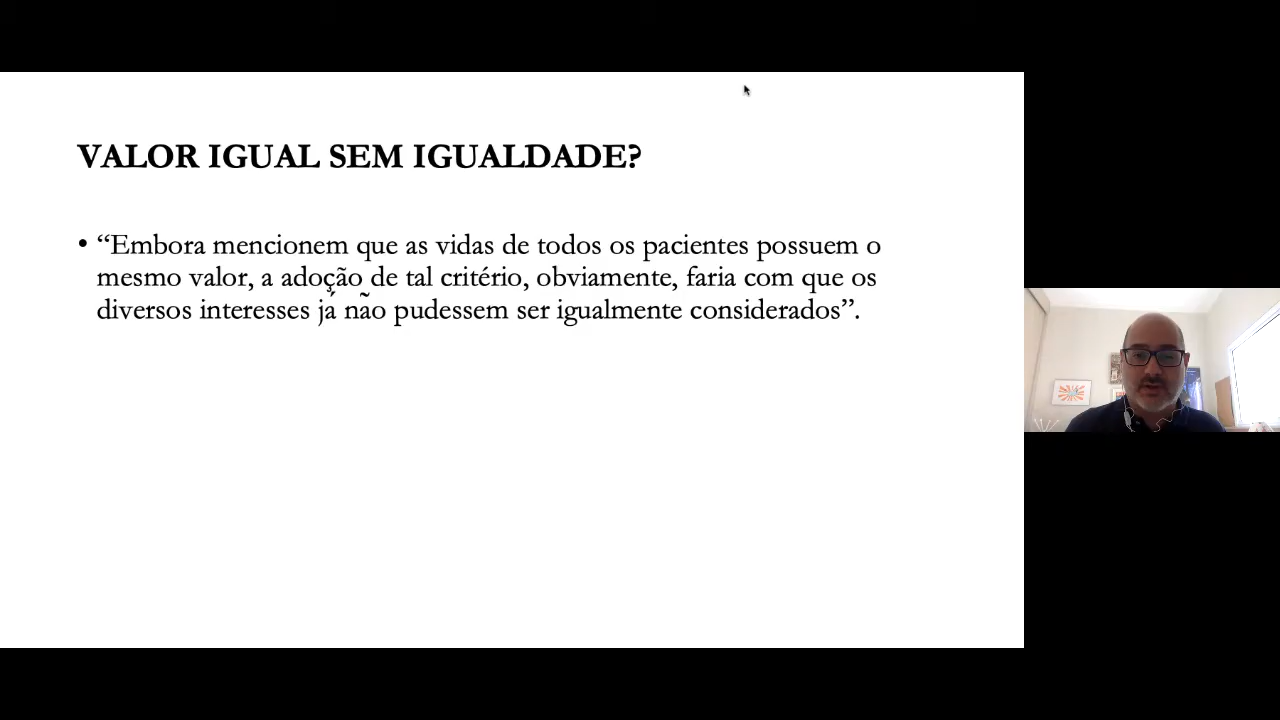 VALOR IGUAL SEM IGUALDADE?
• “Embora mencionem que as vidas de todos os pacientes possuem o
mesmo valor, a adoção de tal critério, obviamente, faria com que os
diversos interesses já não pudessem ser igualmente considerados”.